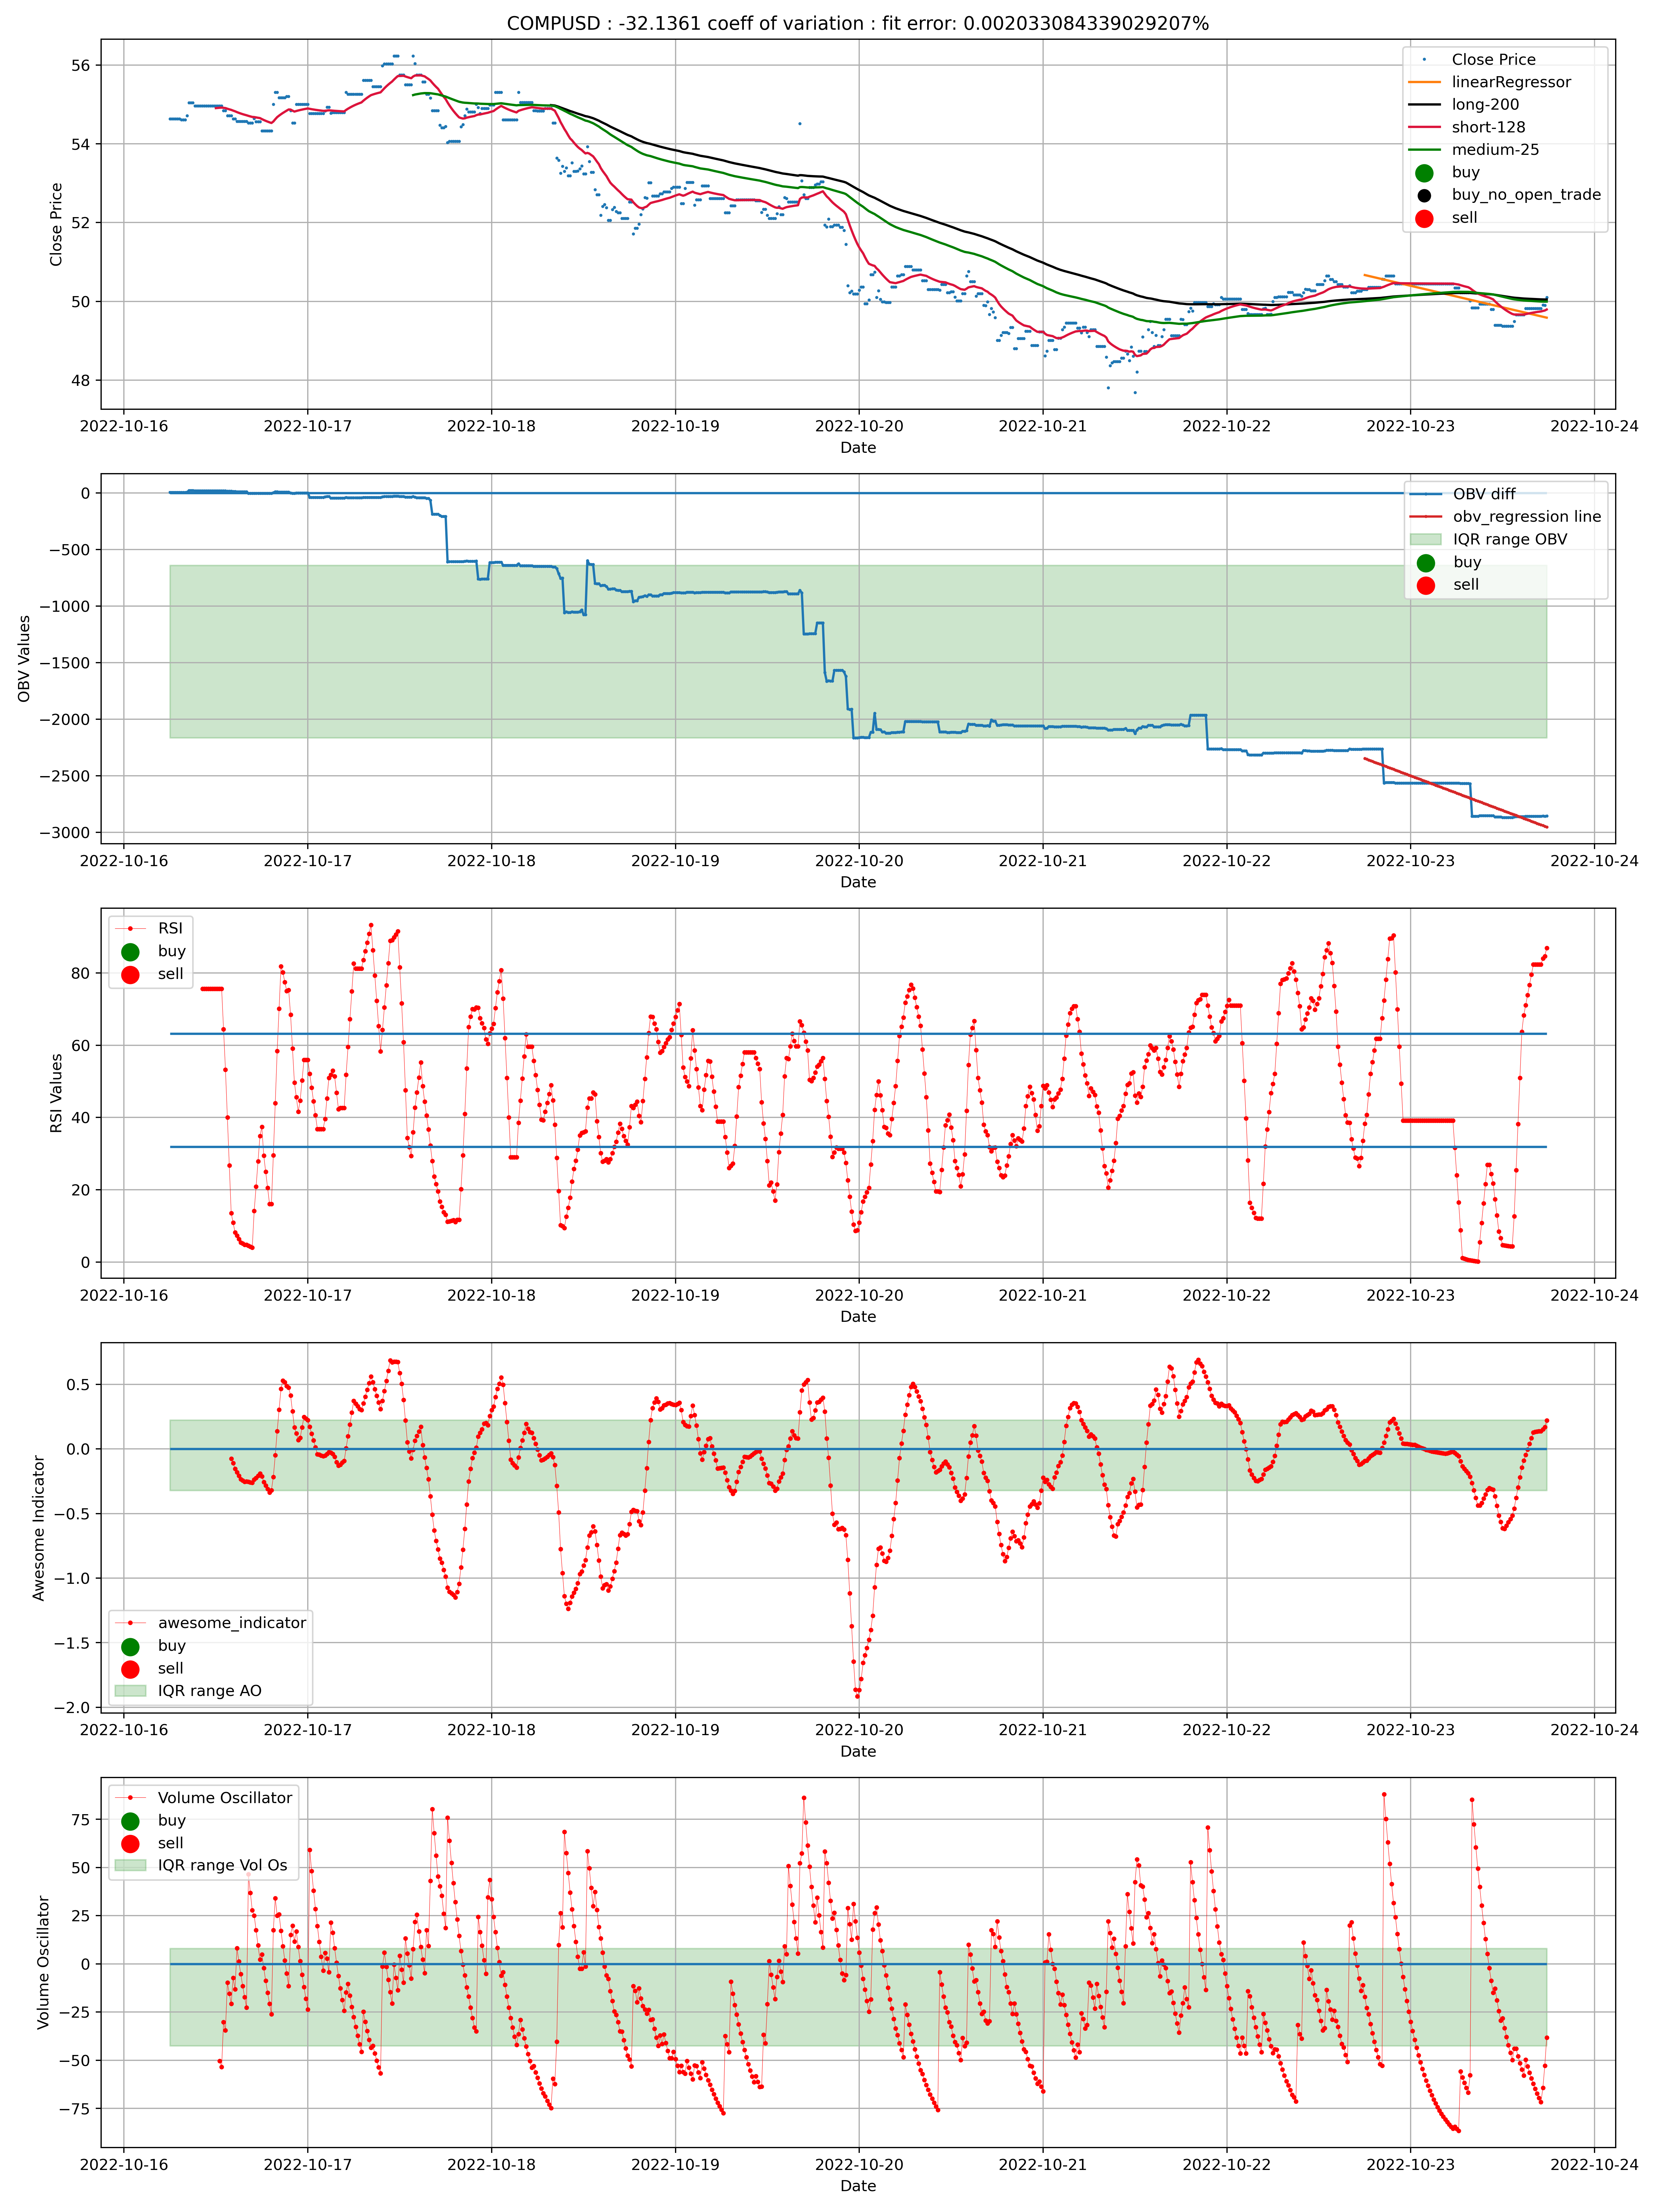 COMPUSD : -32.1361 coeff of variation : fit error: 0.002033084339029207%
56
54
52
50
48
Close Price
Close Price
linearRegressor
long-200
short-128
medium-25
buy
buy_no_open_trade
sell
2022-10-16 2022-10-17 2022-10-18 2022-10-19 2022-10-20 2022-10-21 2022-10-22 2022-10-23 2022-10-24
Date
0
−500
−1000
−1500
−2000
−2500
−3000
OBV Values
OBV diff
obv_regression line
IQR range OBV
buy
sell
2022-10-16 2022-10-17 2022-10-18 2022-10-19 2022-10-20 2022-10-21 2022-10-22 2022-10-23 2022-10-24
Date
RSI
buy
sell
80
60
40
20
0
RSI Values
2022-10-16 2022-10-17 2022-10-18 2022-10-19 2022-10-20 2022-10-21 2022-10-22 2022-10-23 2022-10-24
Date
0.5
0.0
−0.5
−1.0
−1.5
−2.0
Awesome Indicator
awesome_indicator
buy
sell
IQR range AO
2022-10-16 2022-10-17 2022-10-18 2022-10-19 2022-10-20 2022-10-21 2022-10-22 2022-10-23 2022-10-24
Date
Volume Oscillator
buy
sell
IQR range Vol Os
75
50
25
0
−25
−50
−75
Volume Oscillator
2022-10-16 2022-10-17 2022-10-18 2022-10-19 2022-10-20 2022-10-21 2022-10-22 2022-10-23 2022-10-24
Date